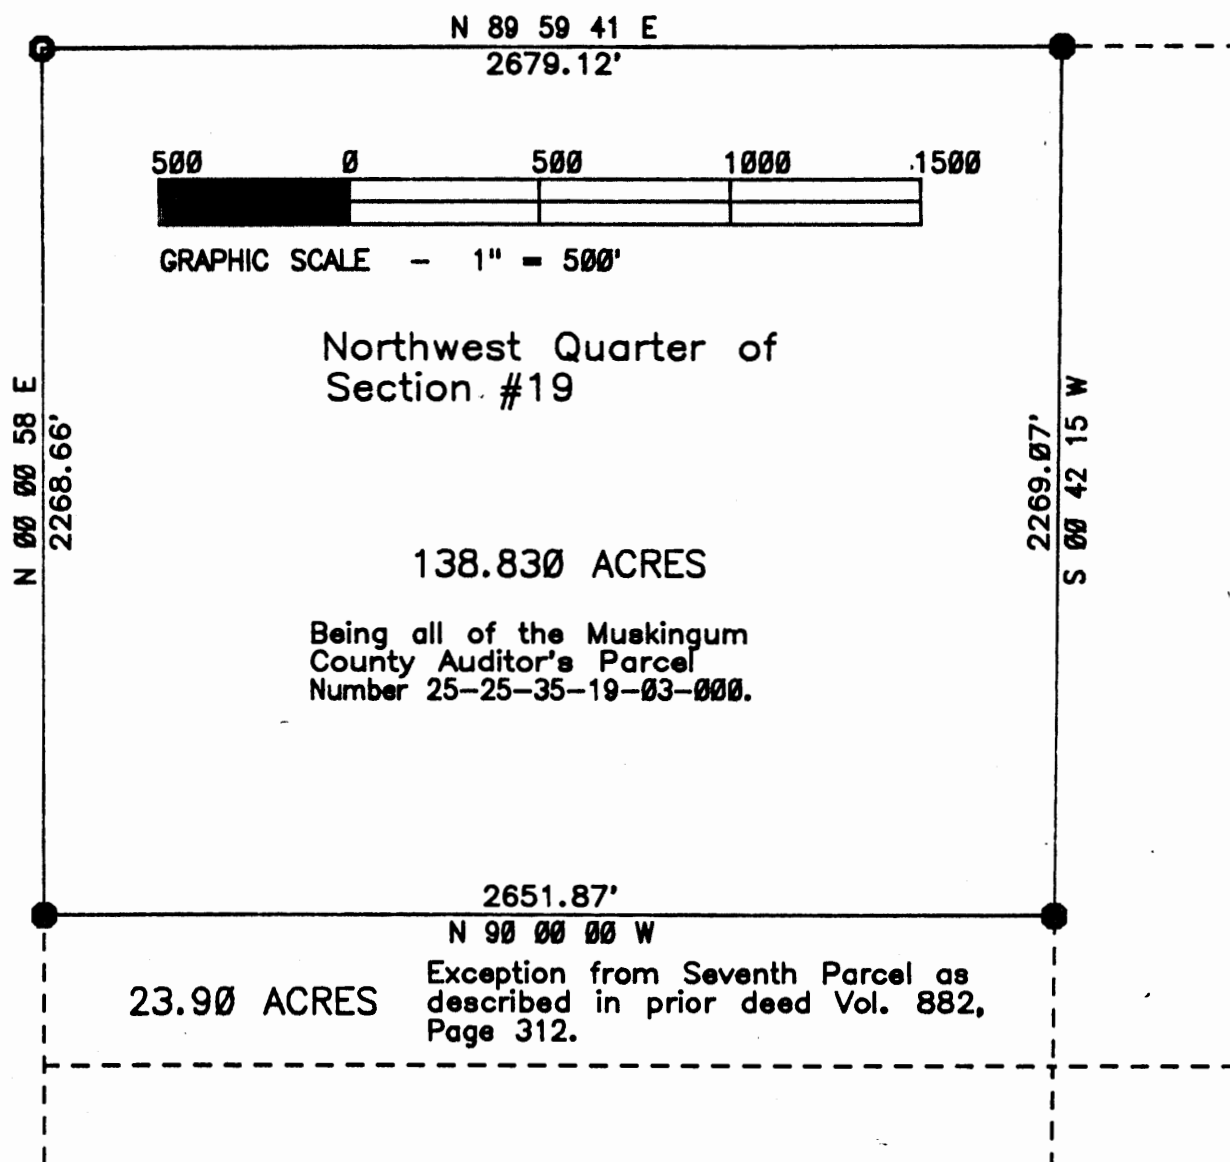 N 89 59 41 E
2679.12'
500 0 500 1000 1500
GRAPHIC SCALE - 1" = 500'
Northwest Quarter of
Section #19
N 00 00 58 E
2268.66'
2269.07'
S 00 42 15 W
138.830 ACRES
Being all of the Muskingum
County Auditor's Parcel
Number 25-25-35-19-03-000.
2651.87'
N 90 00 00 W
23.90 ACRES
Exception from Seventh Parcel as
described in prior deed Vol. 882,
Page 312.